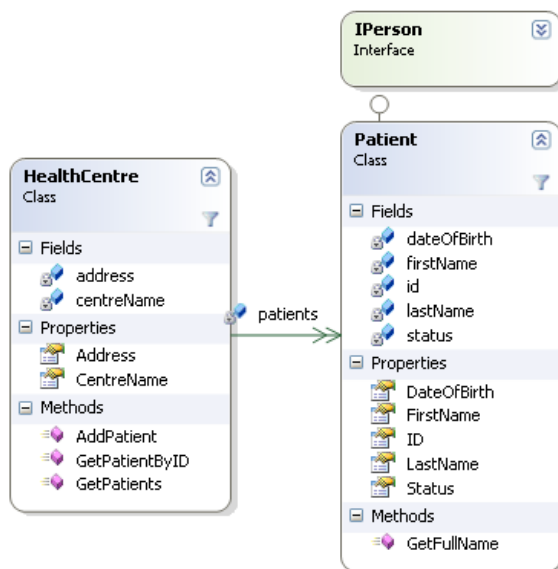 IPerson
Interface
HealthCentre
Class
Fields
address
centreName
Properties
Address
CentreName
Methods
AddPatient
GetPatientByID
GetPatients
patients
Patient
Class
Fields
dateOfBirth
firstName
id
lastName
status
Properties
DateOfBirth
FirstName
ID
LastName
Status
Methods
GetFullName